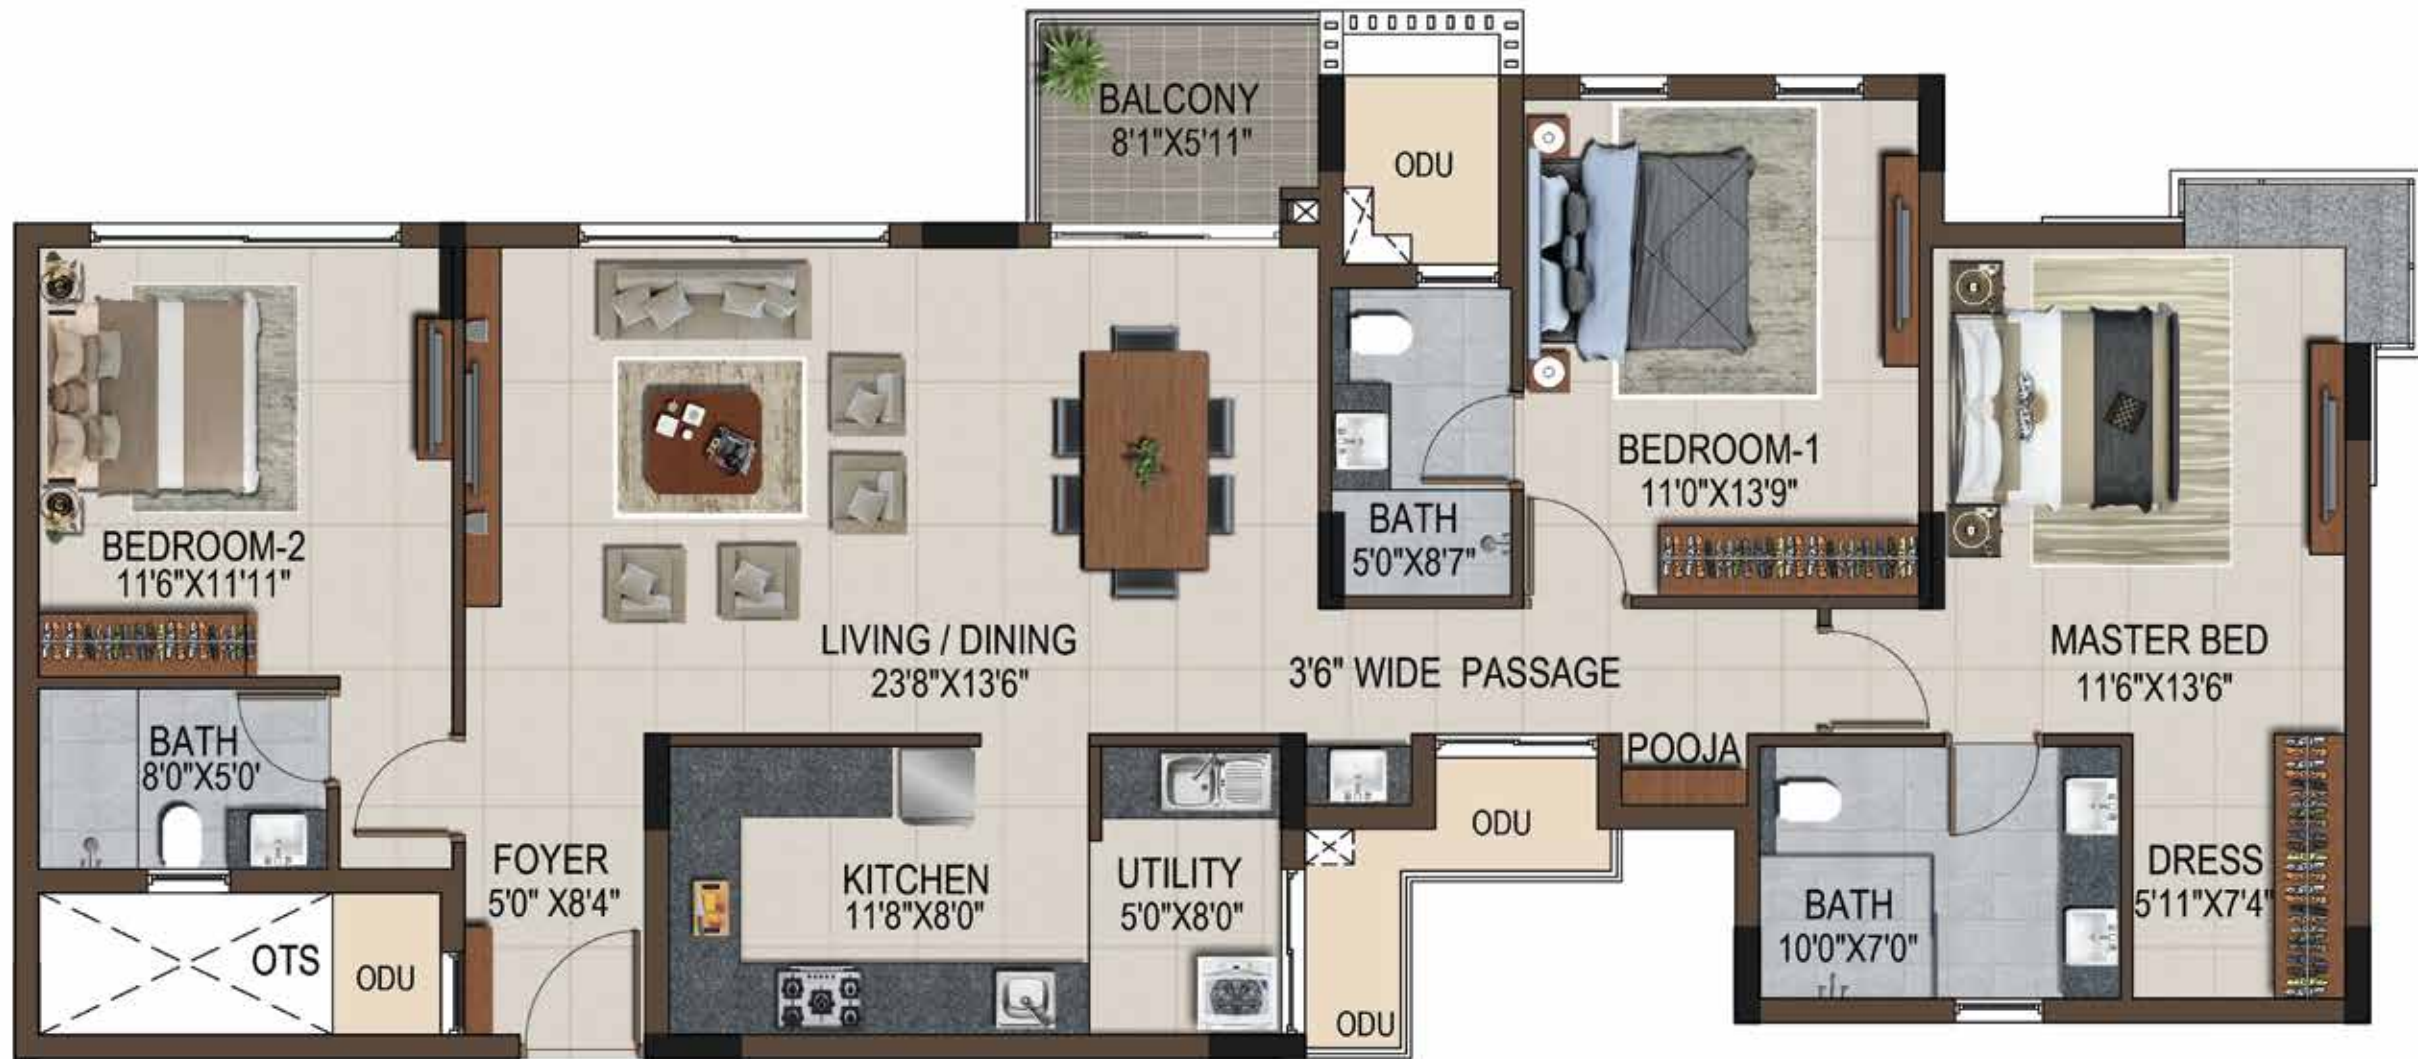 BALCONY
8'1"X5'11"
ODU
BEDROOM-1
11'0"X13'9"
BATH
5'0"X8'7"
BEDROOM-2
11'6"X11'11"
LIVING / DINING
23'8"X13'6"
3'6" WIDE PASSAGE
MASTER BED
11'6"X13'6"
BATH
8'0"X5'0'
POOJA
ODU
FOYER
5'0" X8'4"
KITCHEN
11'8"X8'0"
UTILITY
5'0"X8'0"
DRESS
5'11"X7'4"
BATH
10'0"X7'0"
OTS
ODU
ODU